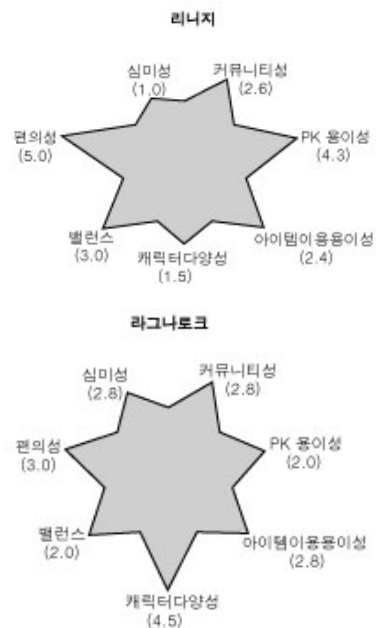 리니지
심미성
(1.0)
커뮤니티성
(2.6)
편의성
(5.0)
PK 용이성
(4.3)
밸런스
(3.0)
캐릭터다양성
(1.5)
아이템이용용이성
(2.4)
라그나로크
심미성
(2.8)
커뮤니티성
(2.8)
편의성
(3.0)
PK 용이성
(2.0)
밸런스
(2.0)
아이템이용용이성
(2.8)
캐릭터다양성
(4.5)